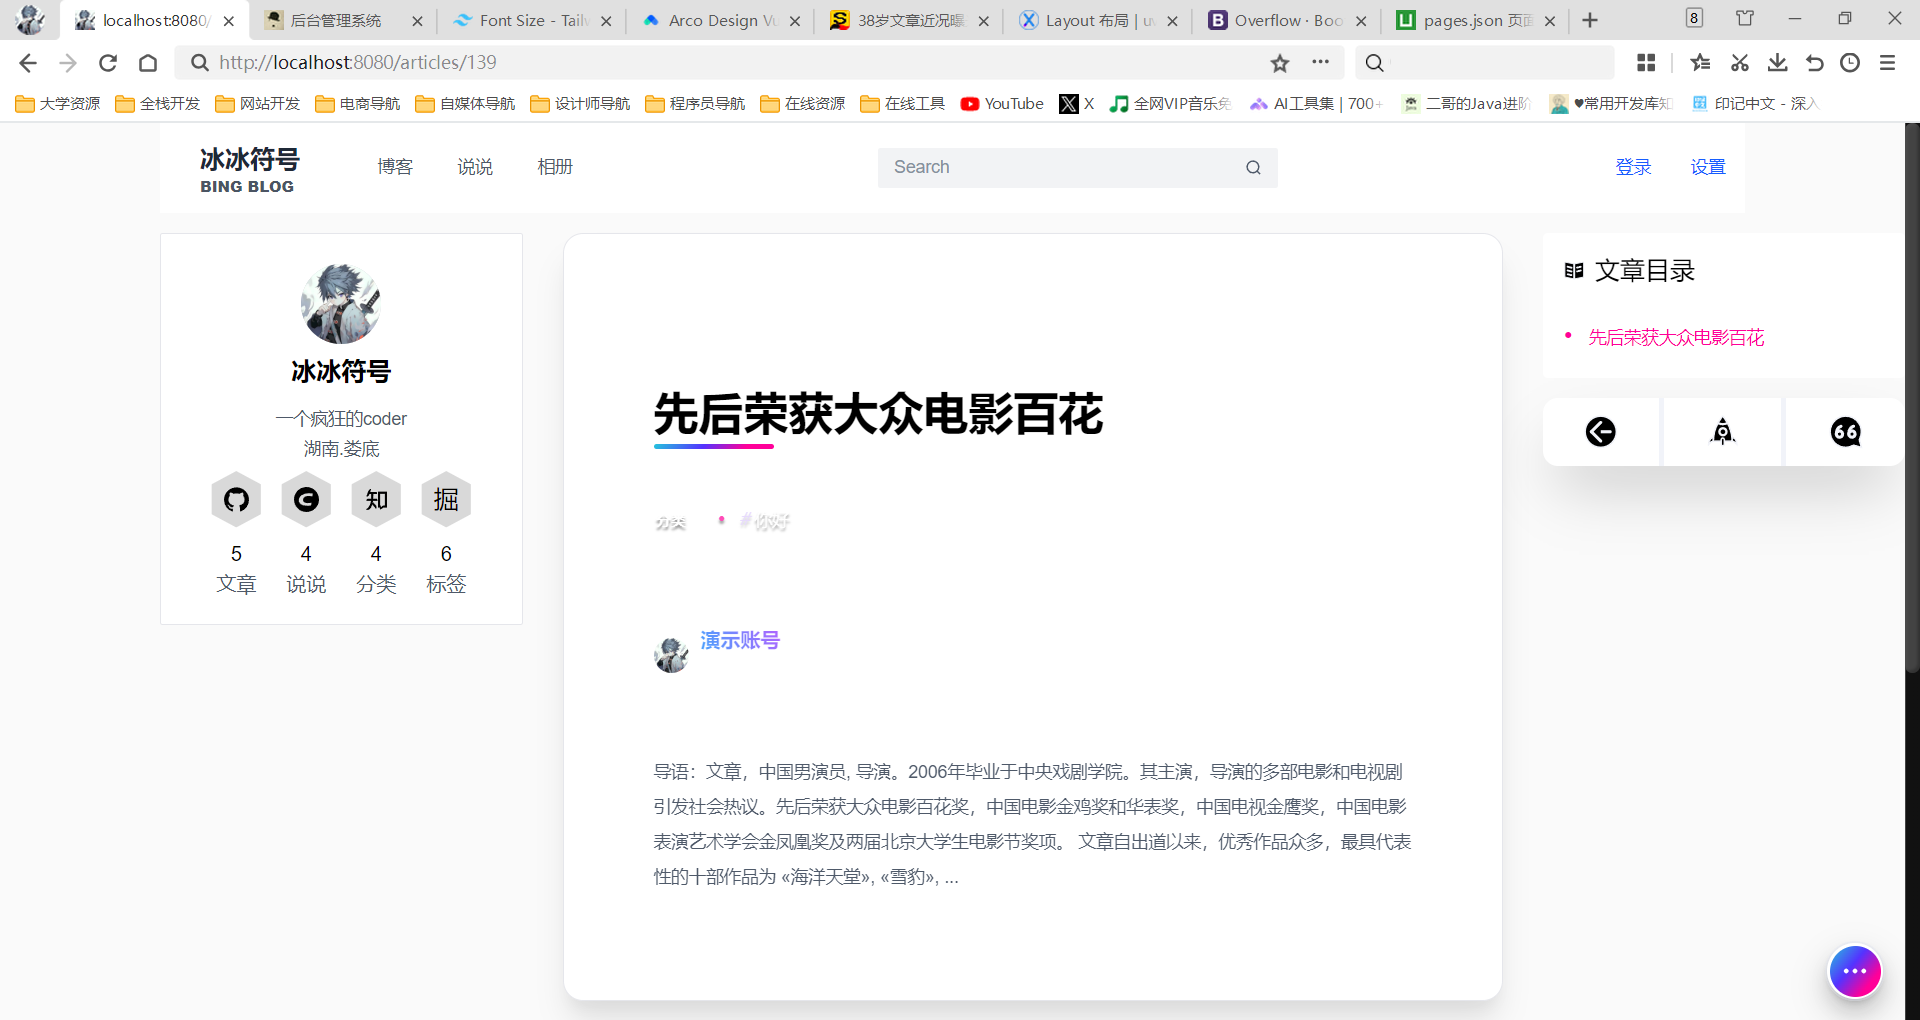 localhost:8080/
后台管理系统
Font Size - Tailw
Arco Design Vu
38岁文章近况曝
Layout 布局 | uv
Overflow · Boo
pages.json 页面
8
http://localhost:8080/articles/139
大学资源
全栈开发
网站开发
电商导航
自媒体导航
设计师导航
程序员导航
在线资源
在线工具
YouTube
X
全网VIP音乐免
AI工具集 | 700+
二哥的Java进阶
♥常用开发库知
印记中文 - 深入
冰冰符号
BING BLOG
博客
说说
相册
Search
登录
设置
冰冰符号
一个疯狂的coder
湖南.娄底
知
掘
5
4
4
6
文章
说说
分类
标签
先后荣获大众电影百花
分类
•
#你好
演示账号
导语：文章，中国男演员, 导演。2006年毕业于中央戏剧学院。其主演，导演的多部电影和电视剧
引发社会热议。先后荣获大众电影百花奖，中国电影金鸡奖和华表奖，中国电视金鹰奖，中国电影
表演艺术学会金凤凰奖及两届北京大学生电影节奖项。 文章自出道以来，优秀作品众多，最具代表
性的十部作品为 «海洋天堂», «雪豹», ...
文章目录
• 先后荣获大众电影百花
66